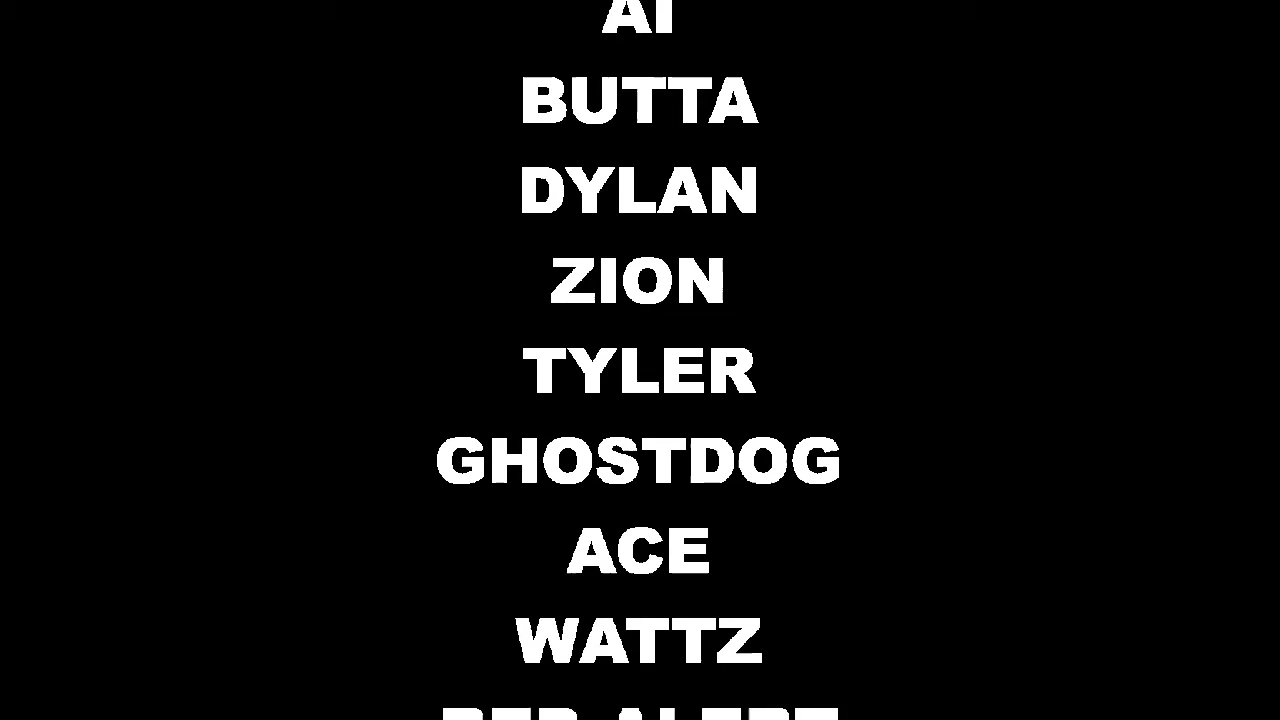 AI
BUTTA
DYLAN
ZION
TYLER
GHOSTDOG
ACE
WATTZ